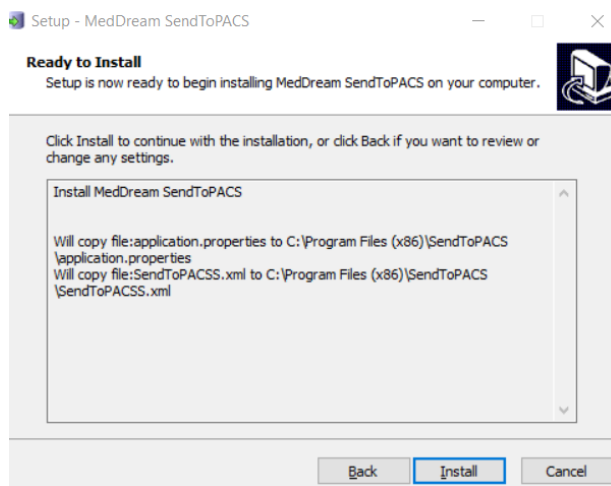 Setup - MedDream SendToPACS
Ready to Install
Setup is now ready to begin installing MedDream SendToPACS on your computer.
Click Install to continue with the installation, or click Back if you want to review or
change any settings.
Install MedDream SendToPACS
Will copy file:application.properties to C:\Program Files (x86)\SendToPACS
\application.properties
Will copy file:SendToPACSS.xml to C:\Program Files (x86)\SendToPACS
\SendToPACSS.xml
Back
Install
Cancel